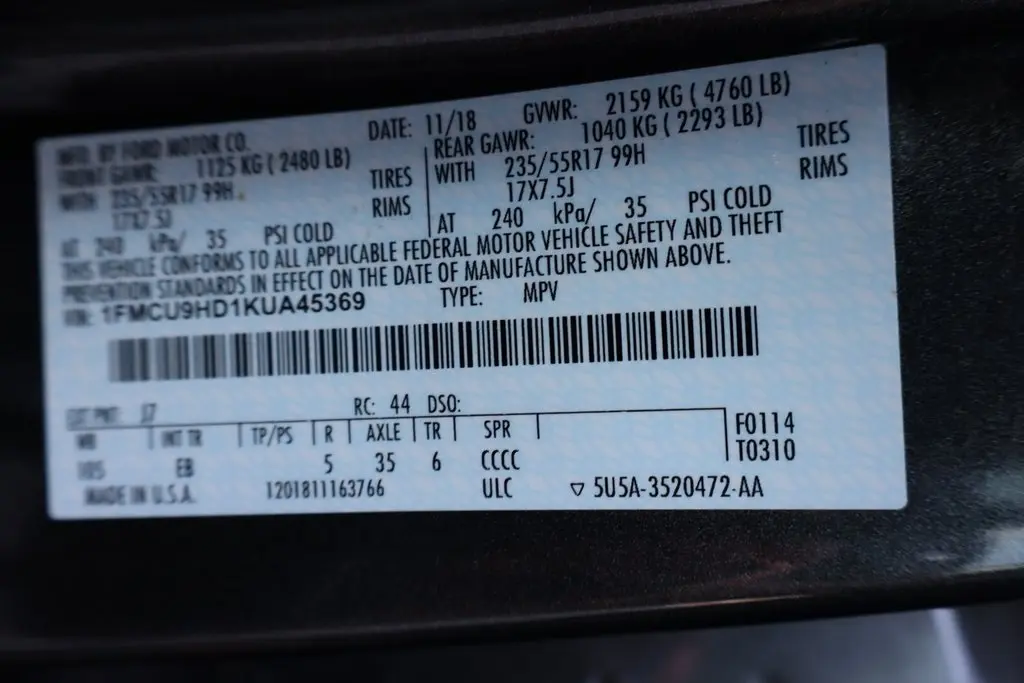 MFD. BY FORD MOTOR CO.
DATE: 11/18 GVWR: 2159 KG ( 4760 LB)
FRONT GAWR: 1125 KG ( 2480 LB)
REAR GAWR: 1040 KG ( 2293 LB)
WITH 235/55R17 99H TIRES
WITH 235/55R17 99H TIRES
17X7.5J RIMS
17X7.5J RIMS
AT 240 kPa/ 35 PSI COLD
AT 240 kPa/ 35 PSI COLD
THIS VEHICLE CONFORMS TO ALL APPLICABLE FEDERAL MOTOR VEHICLE SAFETY AND THEFT
PREVENTION STANDARDS IN EFFECT ON THE DATE OF MANUFACTURE SHOWN ABOVE.
VIN: 1FMCU9HD1KUA45369 TYPE: MPV
EXT PNT: J7 RC: 44 DSO:
WB INT TR TP/PS R AXLE TR SPR F0114
T0310
105 EB 5 35 6 CCCC
MADE IN U.S.A. 1201811163766 ULC ▽ 5U5A-3520472-AA